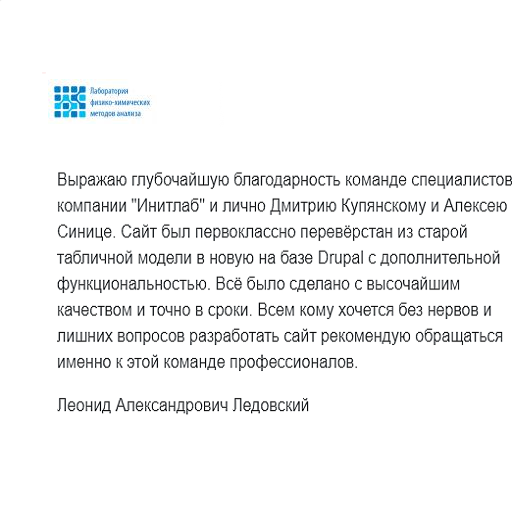 Лаборатория
физико-химических
методов анализа
Выражаю глубочайшую благодарность команде специалистов
компании "Инитлаб" и лично Дмитрию Купянскому и Алексею
Синице. Сайт был первоклассно перевёрстан из старой
табличной модели в новую на базе Drupal с дополнительной
функциональностью. Всё было сделано с высочайшим
качеством и точно в сроки. Всем кому хочется без нервов и
лишних вопросов разработать сайт рекомендую обращаться
именно к этой команде профессионалов.
Леонид Александрович Ледовский